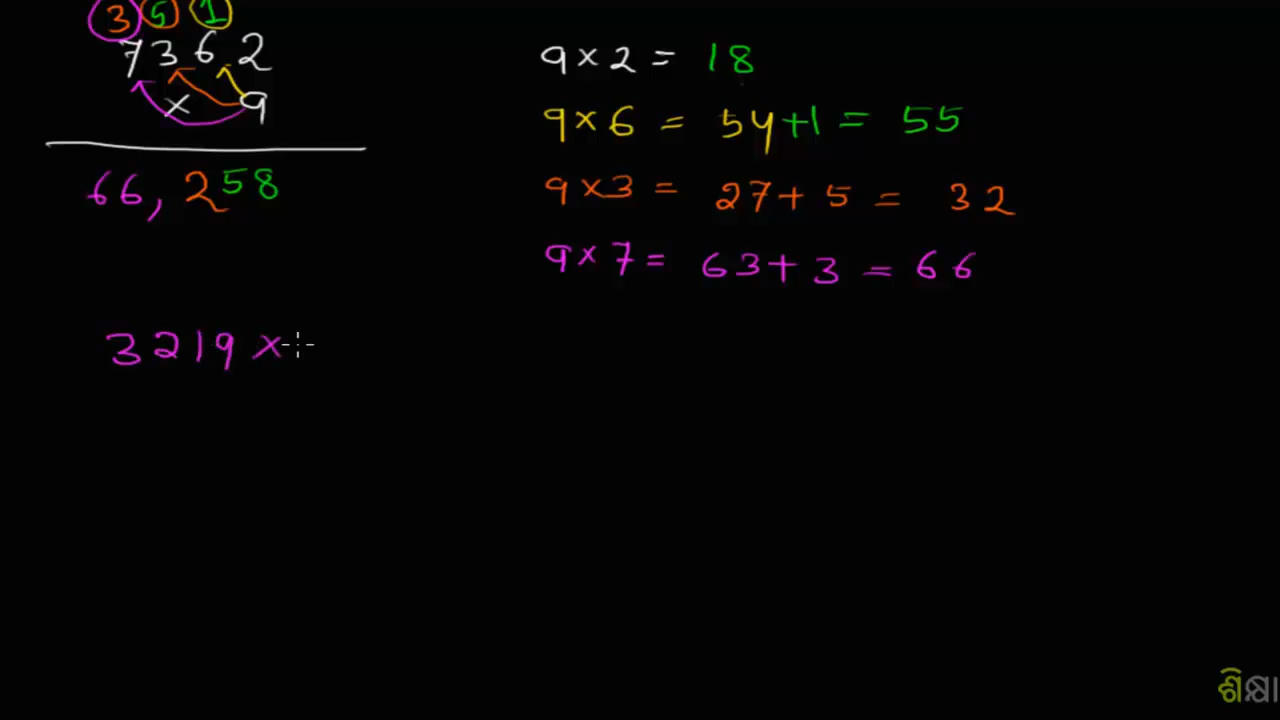 3 5 1
7362
× 9
66,258
9×2 = 18
9×6 = 54+1 = 55
9×3 = 27+5 = 32
9×7 = 63+3 = 66
3219×
ଶିକ୍ଷା